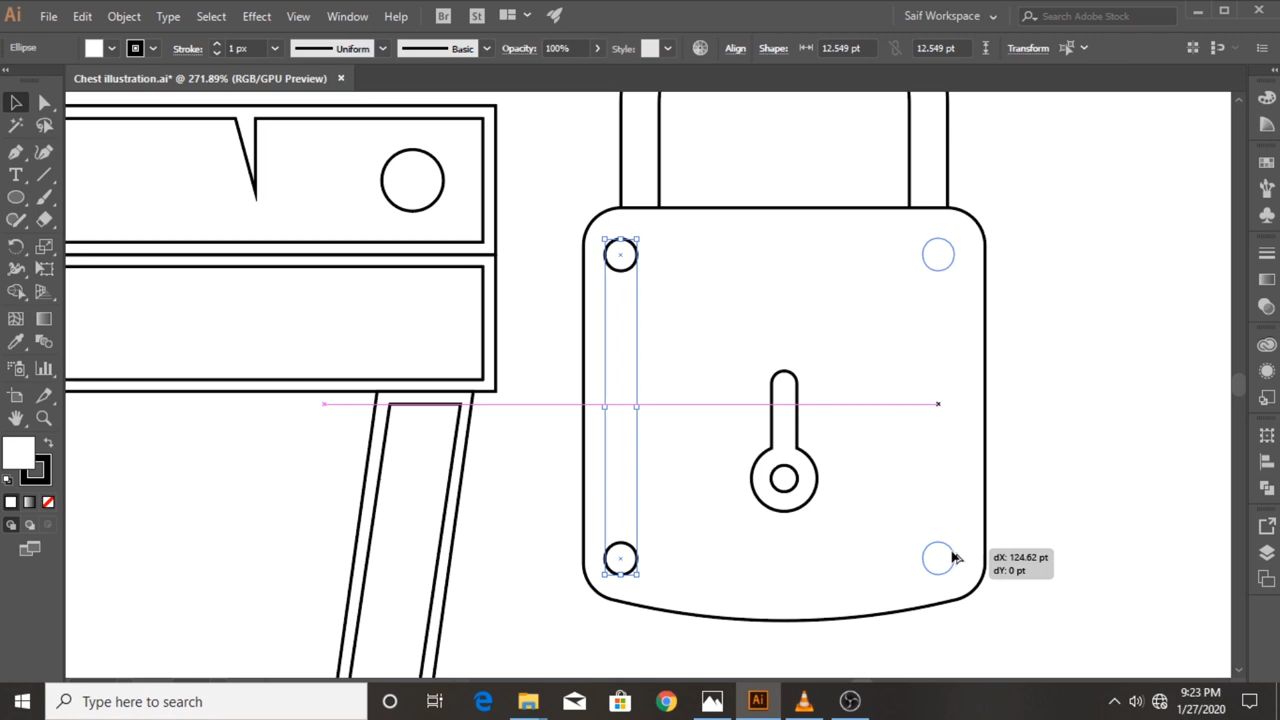 Ai File Edit Object Type Select Effect View Window Help Br St Saif Workspace Search Adobe Stock
Ellipse Stroke: 1 px Uniform Basic Opacity: 100% Style: Align Shape: 12.549 pt 12.549 pt Transform
Chest illustration.ai* @ 271.89% (RGB/GPU Preview)
dX: 124.62 pt
dY: 0 pt
Type here to search
Ai
9:23 PM
1/27/2020